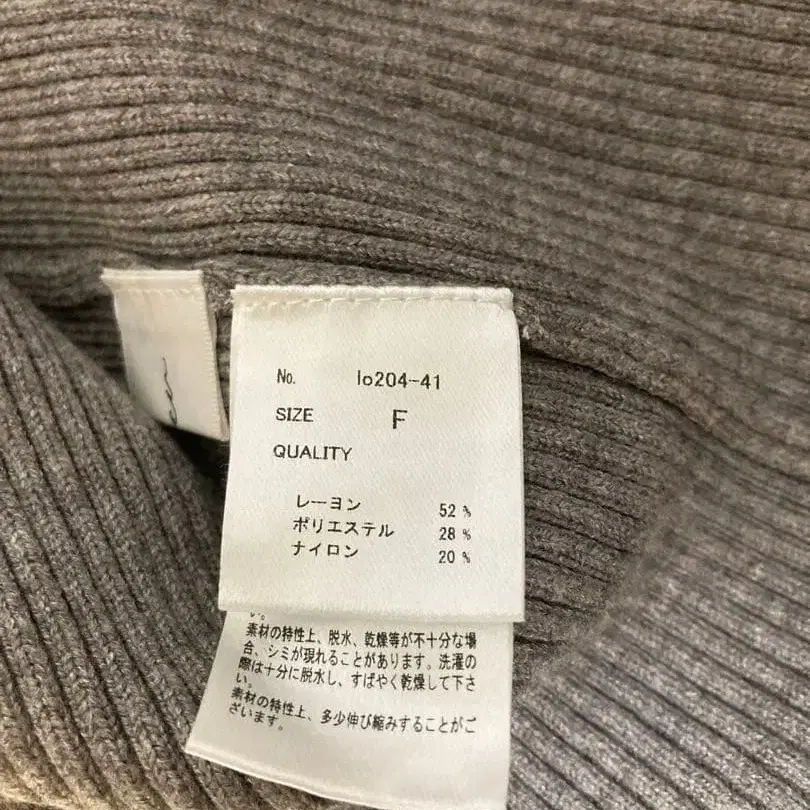 No. lo204-41
SIZE F
QUALITY
レーヨン 52 %
ポリエステル 28 %
ナイロン 20 %
い。
素材の特性上、脱水、乾燥等が不十分な場
合、シミが現れることがあります。洗濯の
際は十分に脱水し、すばやく乾燥して下さ
い。
素材の特性上、多少伸び縮みすることがご
ざいます。